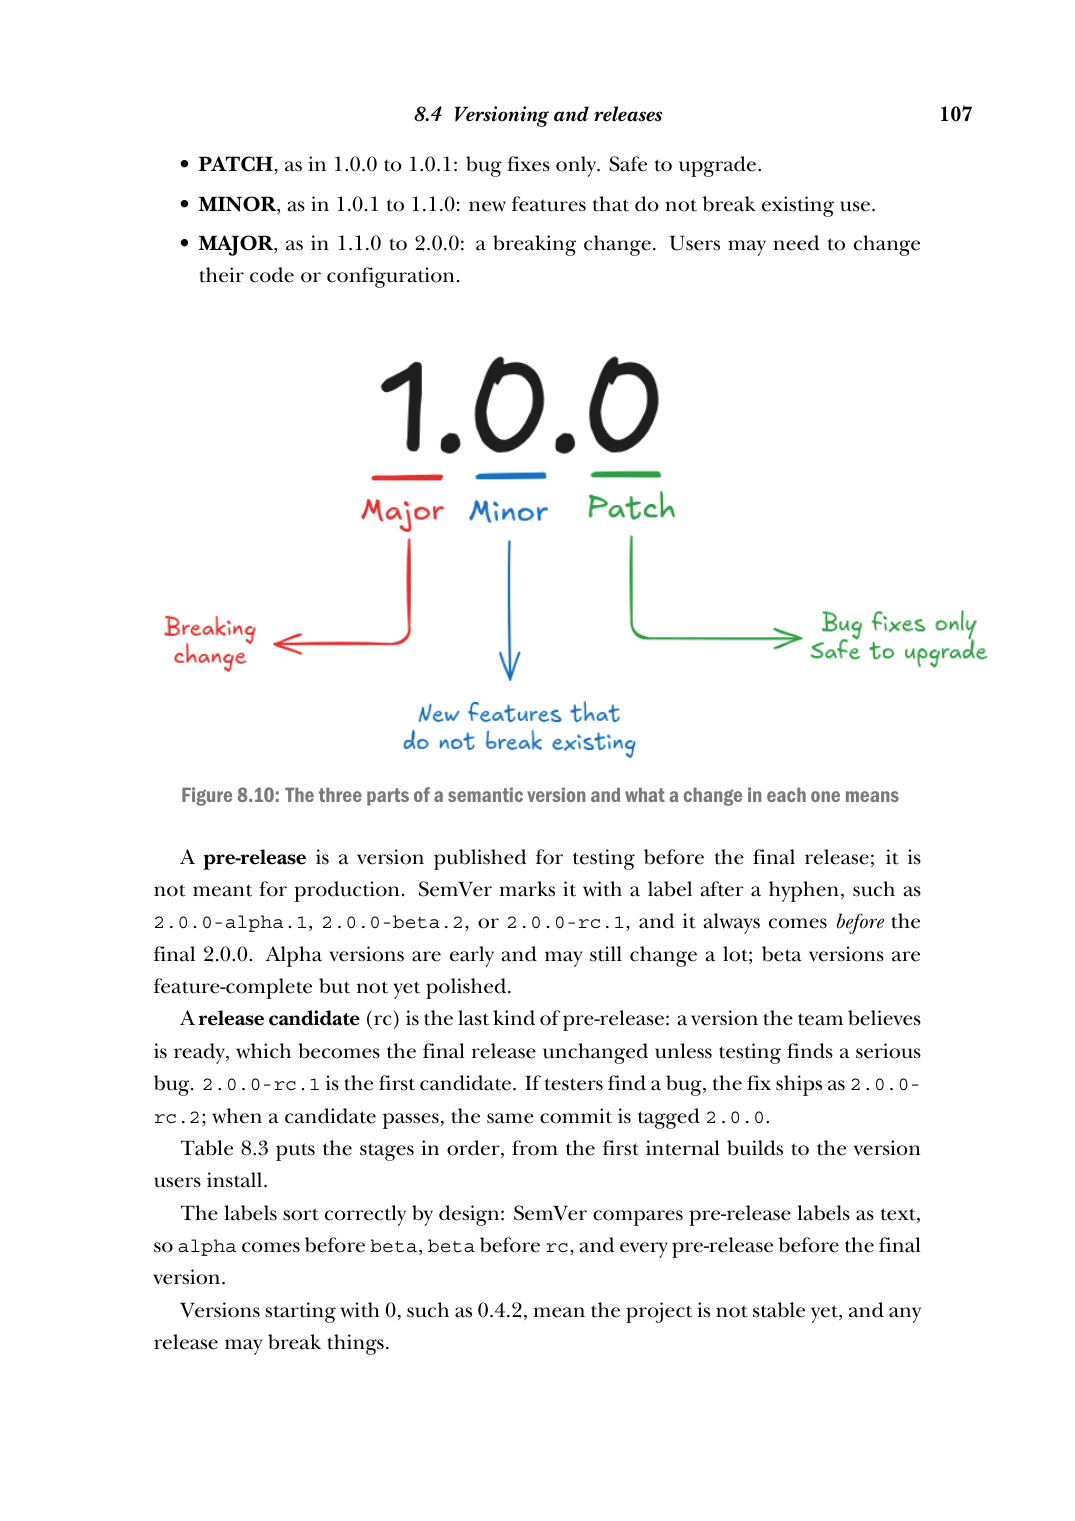 8.4 Versioning and releases 107
• PATCH, as in 1.0.0 to 1.0.1: bug fixes only. Safe to upgrade.
• MINOR, as in 1.0.1 to 1.1.0: new features that do not break existing use.
• MAJOR, as in 1.1.0 to 2.0.0: a breaking change. Users may need to change
their code or configuration.
1.0.0
Major Minor Patch
Breaking
change
Bug fixes only
Safe to upgrade
New features that
do not break existing
Figure 8.10: The three parts of a semantic version and what a change in each one means
A pre-release is a version published for testing before the final release; it is
not meant for production. SemVer marks it with a label after a hyphen, such as
2.0.0-alpha.1, 2.0.0-beta.2, or 2.0.0-rc.1, and it always comes before the
final 2.0.0. Alpha versions are early and may still change a lot; beta versions are
feature-complete but not yet polished.
A release candidate (rc) is the last kind of pre-release: a version the team believes
is ready, which becomes the final release unchanged unless testing finds a serious
bug. 2.0.0-rc.1 is the first candidate. If testers find a bug, the fix ships as 2.0.0-
rc.2; when a candidate passes, the same commit is tagged 2.0.0.
Table 8.3 puts the stages in order, from the first internal builds to the version
users install.
The labels sort correctly by design: SemVer compares pre-release labels as text,
so alpha comes before beta, beta before rc, and every pre-release before the final
version.
Versions starting with 0, such as 0.4.2, mean the project is not stable yet, and any
release may break things.